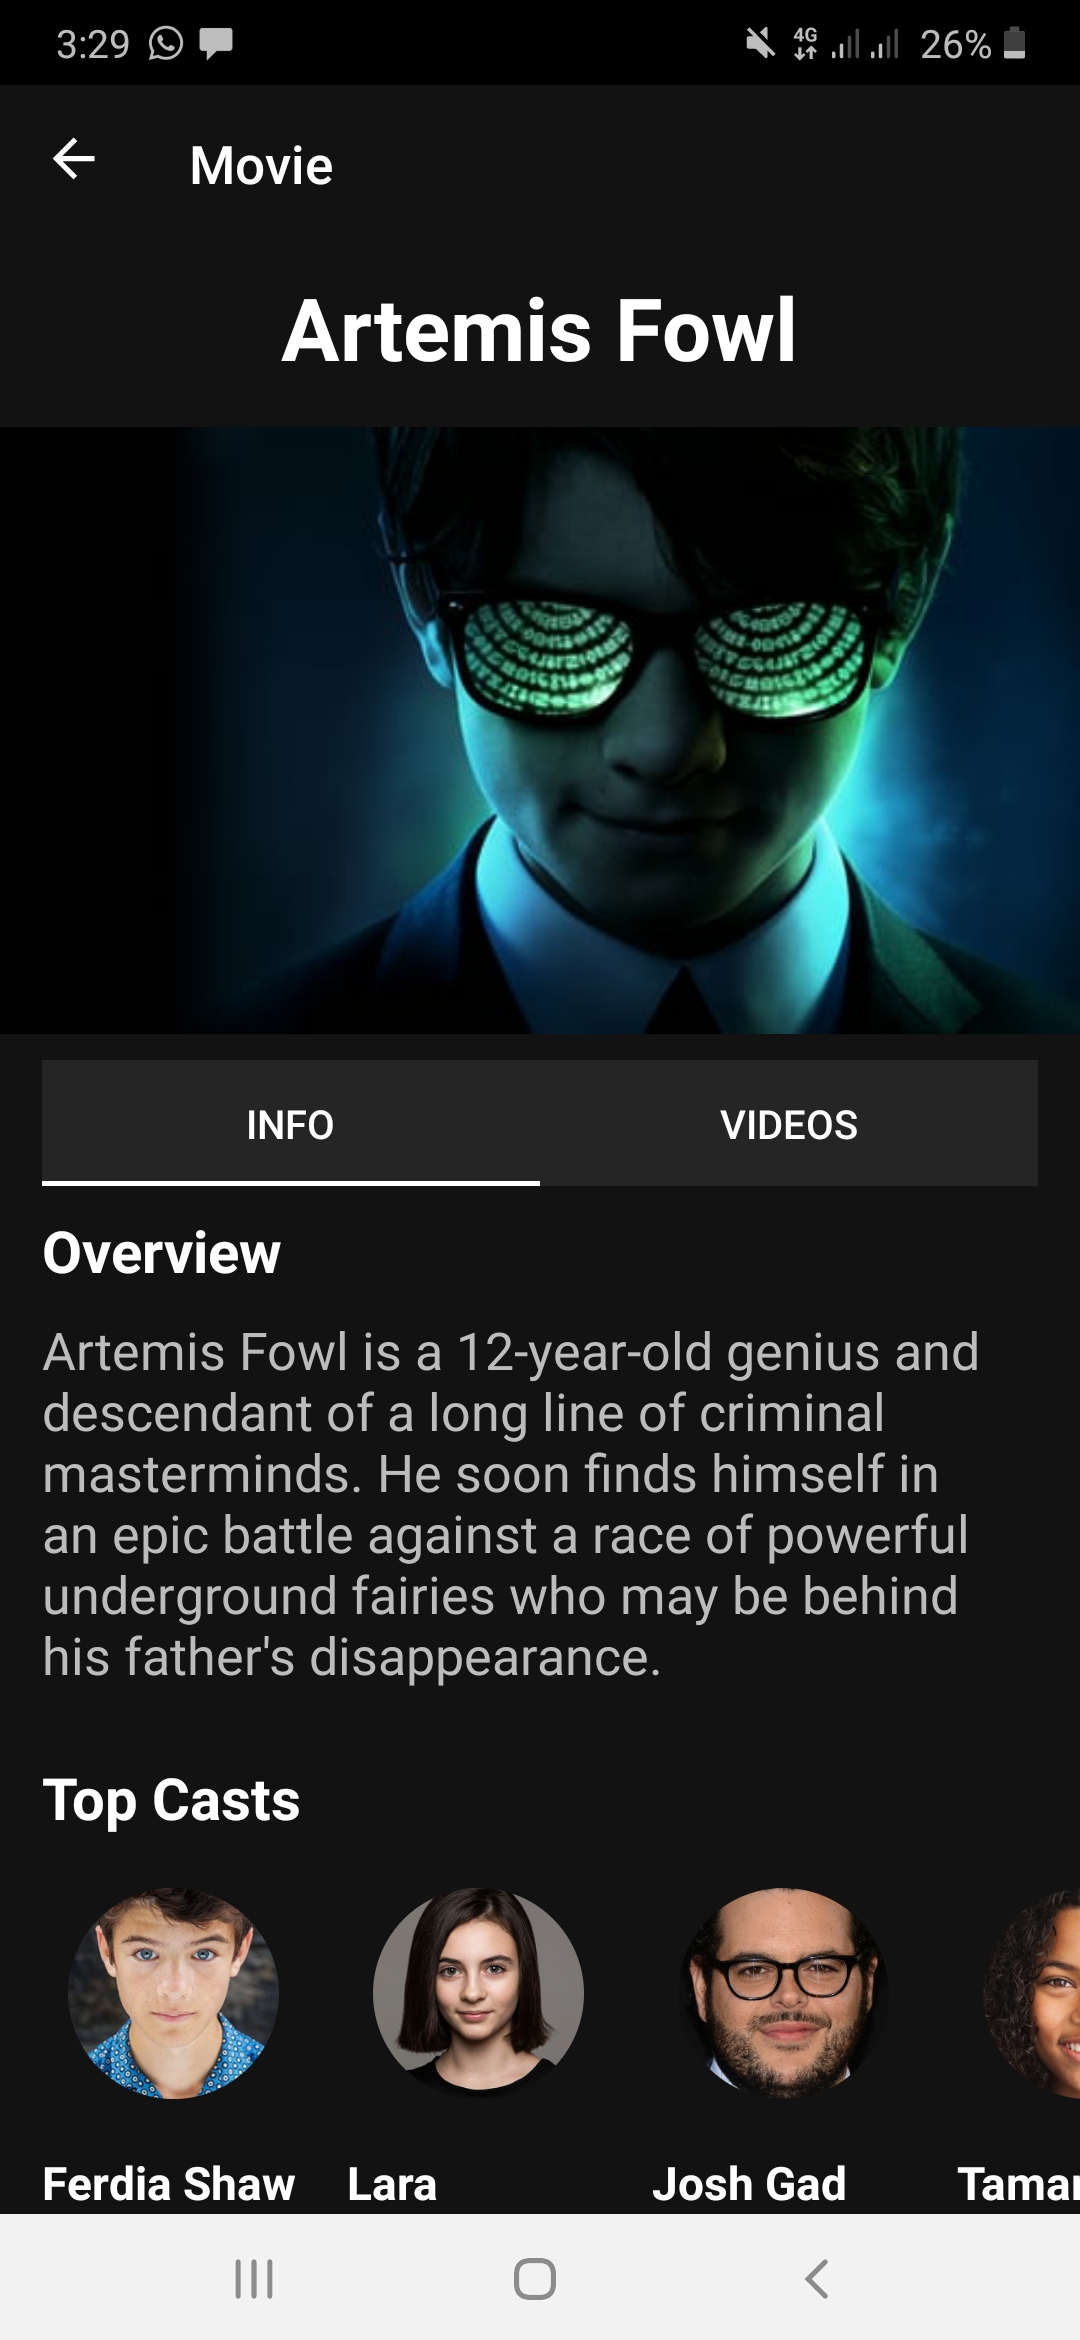 3:29
4G
26%
Movie
Artemis Fowl
INFO
VIDEOS
Overview
Artemis Fowl is a 12-year-old genius and
descendant of a long line of criminal
masterminds. He soon finds himself in
an epic battle against a race of powerful
underground fairies who may be behind
his father's disappearance.
Top Casts
Ferdia Shaw
Lara
Josh Gad